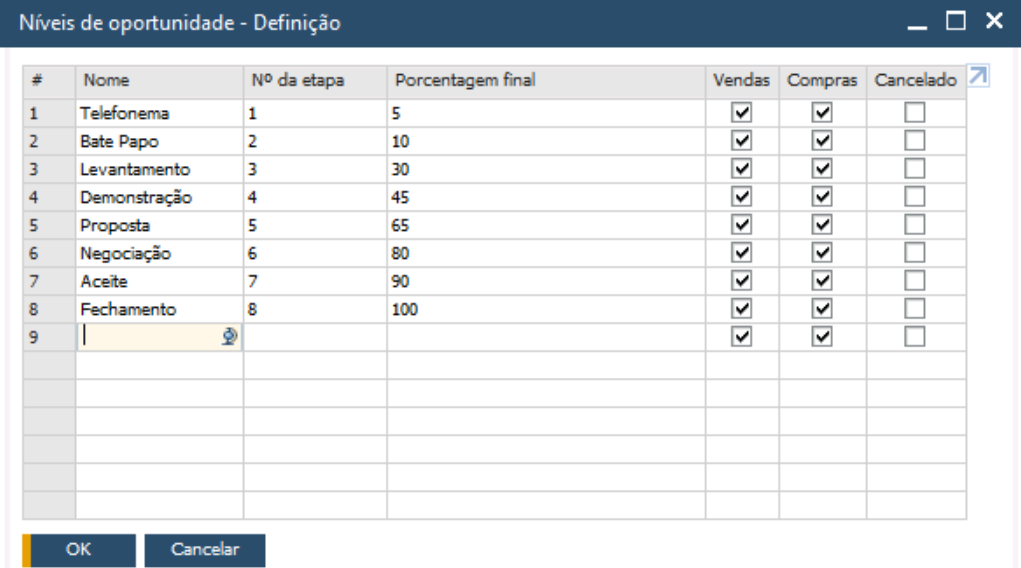 Níveis de oportunidade - Definição
# Nome Nº da etapa Porcentagem final Vendas Compras Cancelado
1 Telefonema 1 5
2 Bate Papo 2 10
3 Levantamento 3 30
4 Demonstração 4 45
5 Proposta 5 65
6 Negociação 6 80
7 Aceite 7 90
8 Fechamento 8 100
9
OK Cancelar